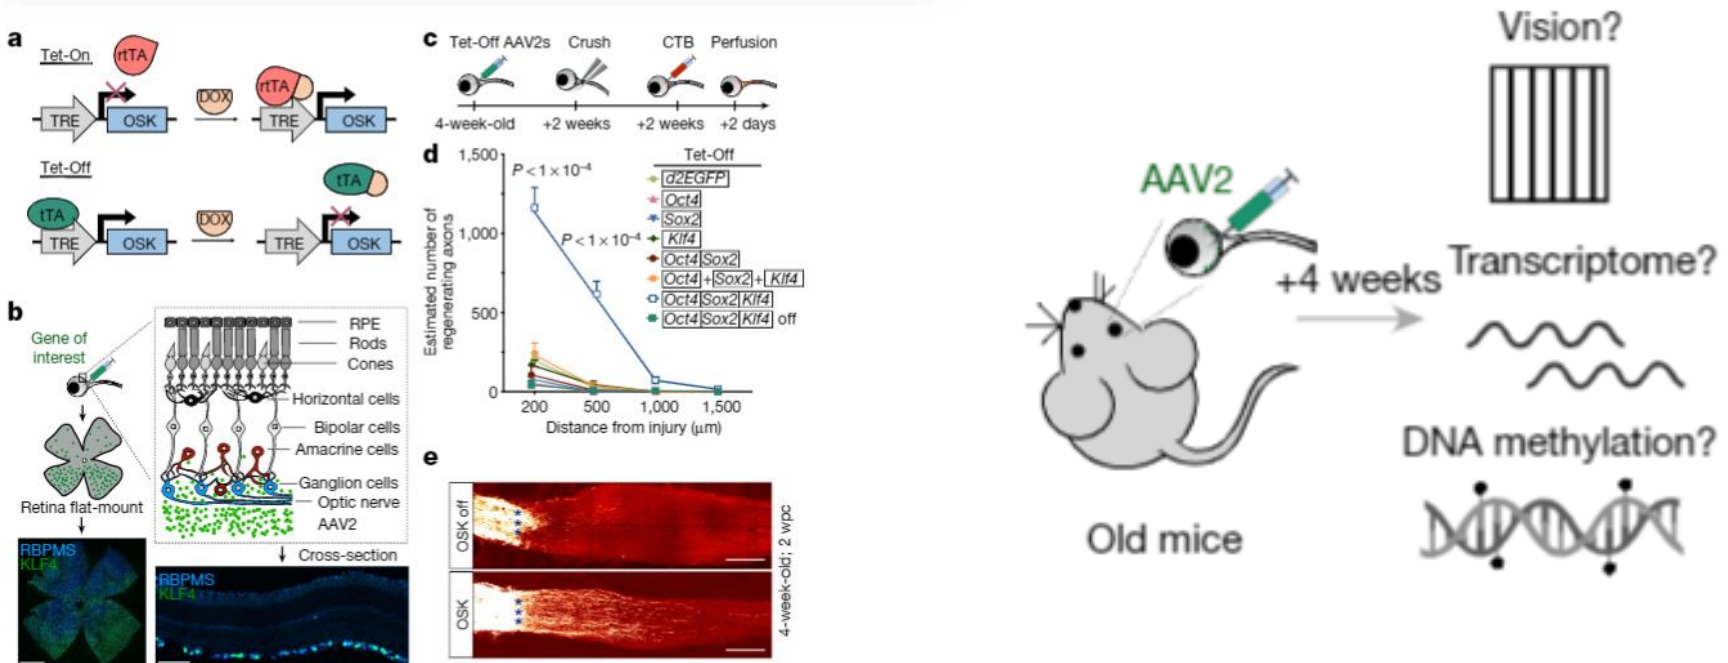 a
Tet-On
rtTA
TRE
OSK
DOX
rtTA
TRE
OSK
Tet-Off
tTA
TRE
OSK
DOX
tTA
TRE
OSK
b
Gene of
interest
Retina flat-mount
RBPMS
KLF4
RPE
Rods
Cones
Horizontal cells
Bipolar cells
Amacrine cells
Ganglion cells
Optic nerve
AAV2
Cross-section
RBPMS
KLF4
c
Tet-Off AAV2s Crush CTB Perfusion
4-week-old +2 weeks +2 weeks +2 days
d
Estimated number of
regenerating axons
1,500
1,000
500
0
P < 1 × 10⁻⁴
P < 1 × 10⁻⁴
Tet-Off
d2EGFP
Oct4
Sox2
Klf4
Oct4 Sox2
Oct4 + Sox2 + Klf4
Oct4 Sox2 Klf4
Oct4 Sox2 Klf4 off
200 500 1,000 1,500
Distance from injury (μm)
e
OSK off
OSK
4-week-old; 2 wpc
AAV2
Old mice
+4 weeks
Vision?
Transcriptome?
DNA methylation?